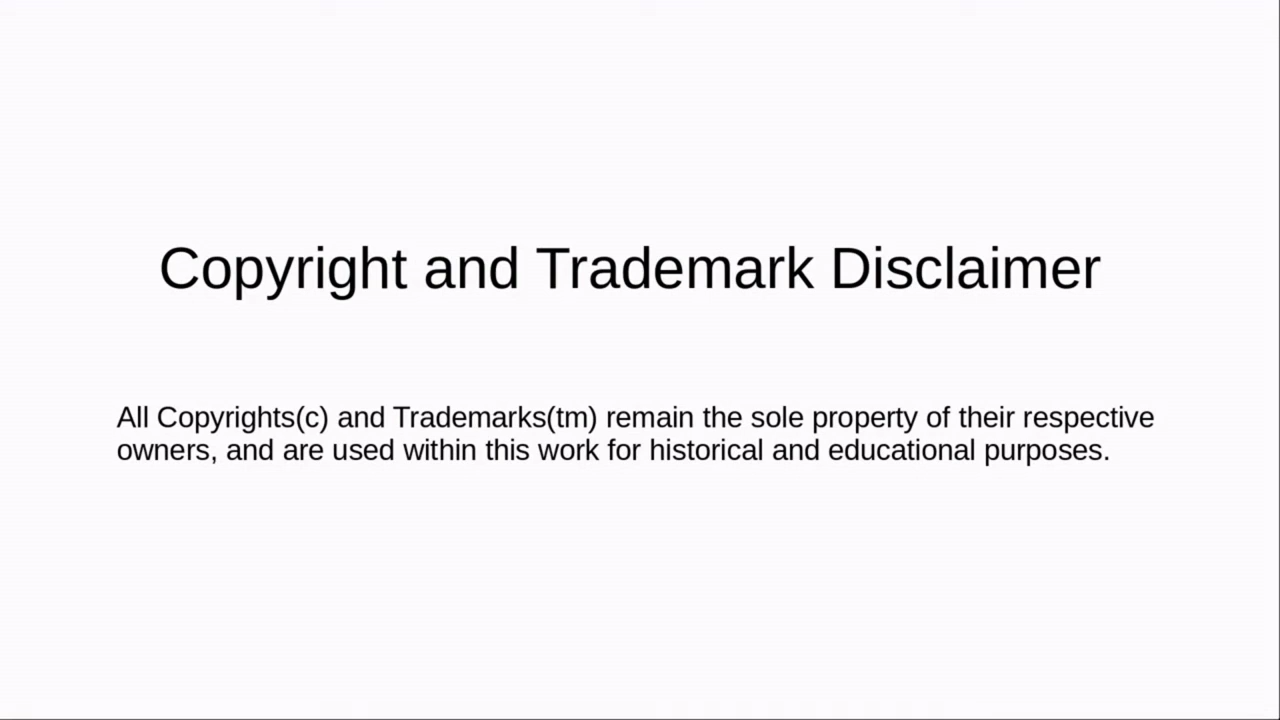 Copyright and Trademark Disclaimer
All Copyrights(c) and Trademarks(tm) remain the sole property of their respective
owners, and are used within this work for historical and educational purposes.